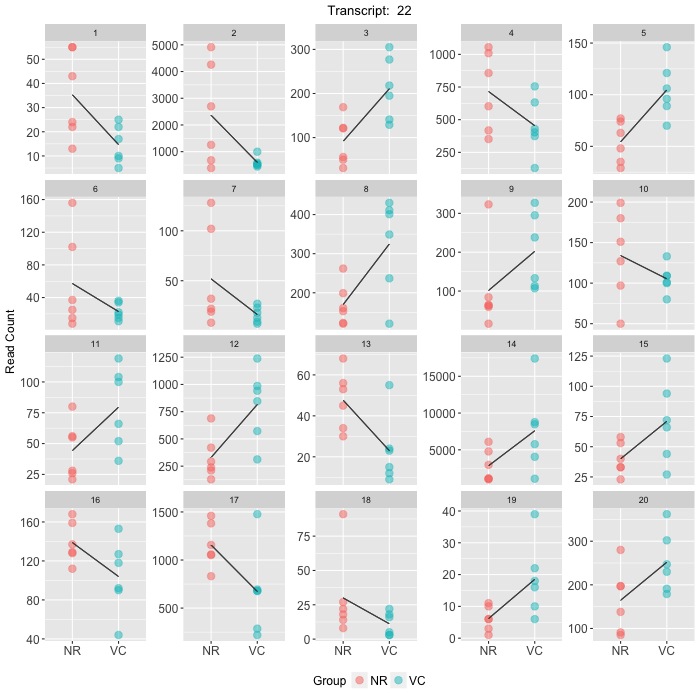 Transcript: 22
1 2 3 4 5
50 40 30 20 10
5000 4000 3000 2000 1000
300 200 100
1000 750 500 250
150 100 50
6 7 8 9 10
160 120 80 40
100 50
400 300 200
300 200 100
200 150 100 50
Read Count
11 12 13 14 15
100 75 50 25
1250 1000 750 500 250
60 40 20
15000 10000 5000
125 100 75 50 25
16 17 18 19 20
160 120 80 40
1500 1000 500
75 50 25 0
40 30 20 10 0
300 200 100
NR VC NR VC NR VC NR VC NR VC
Group NR VC